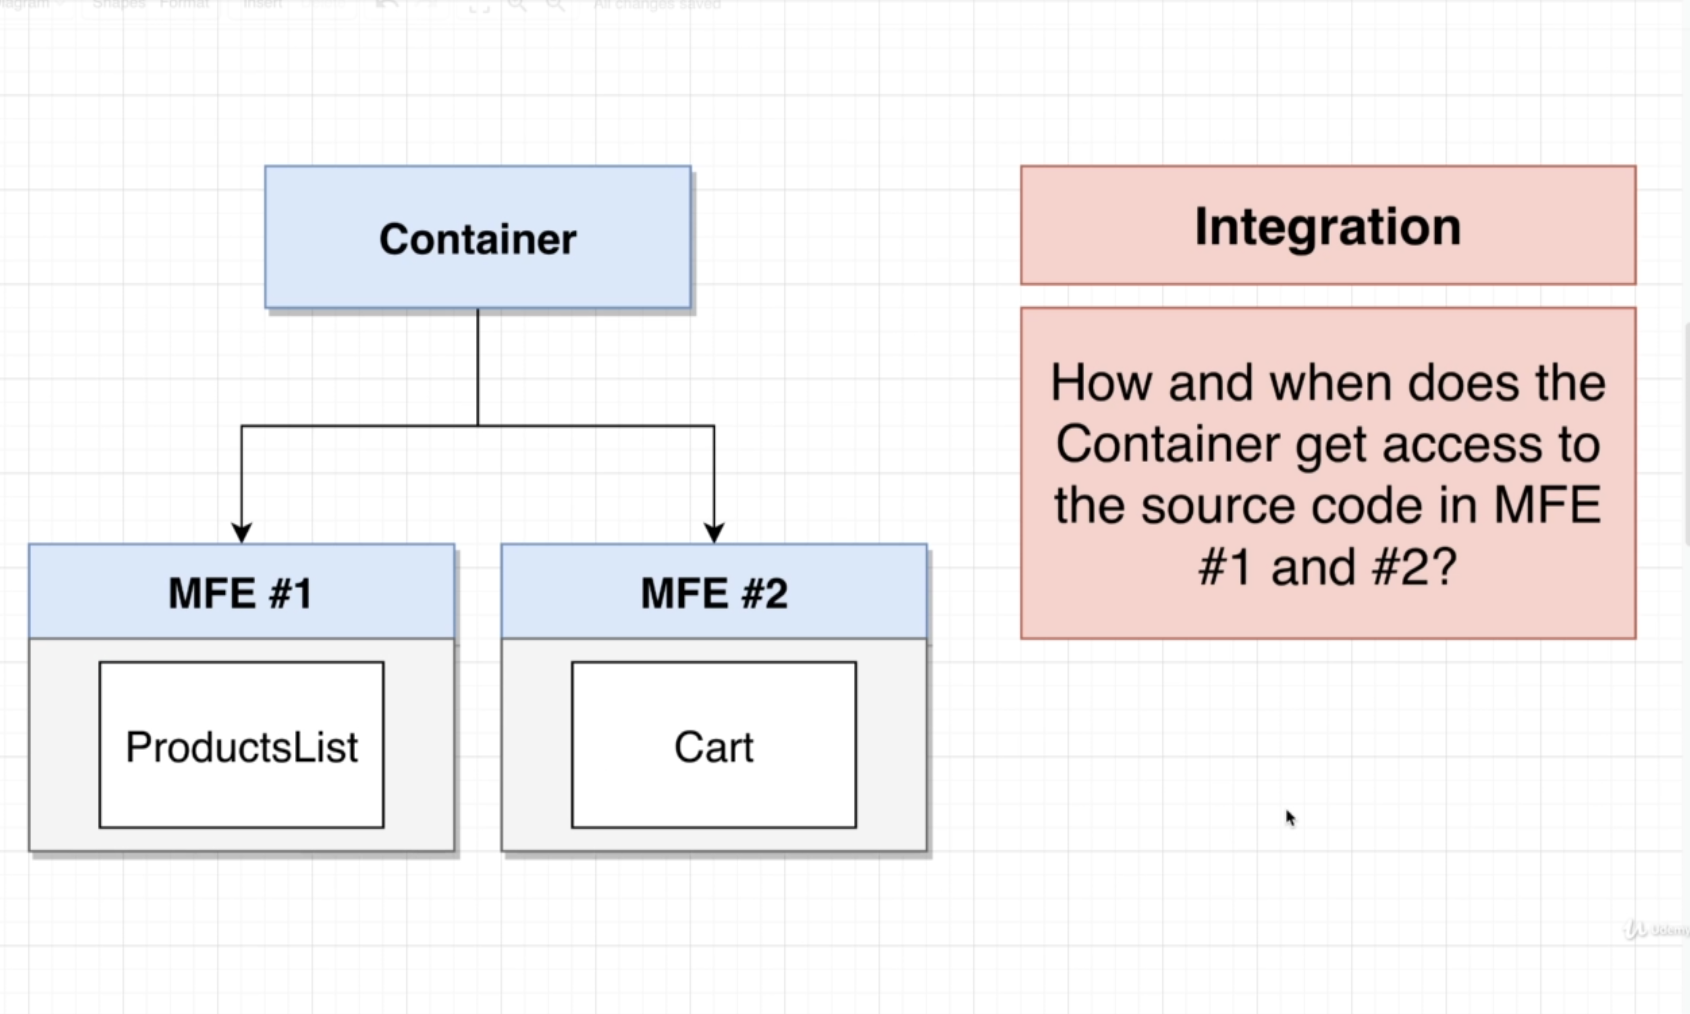 Shapes Format Insert All changes saved
Container
Integration
How and when does the
Container get access to
the source code in MFE
#1 and #2?
MFE #1
MFE #2
ProductsList
Cart
Udemy